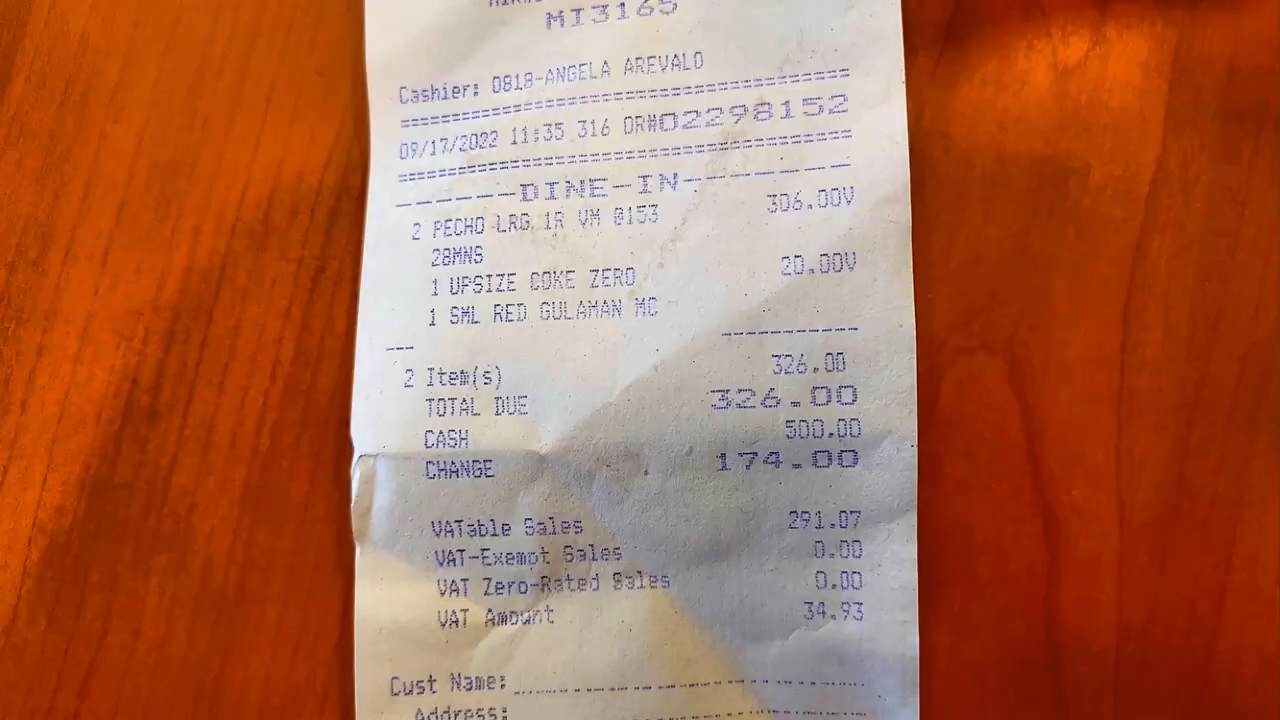 MI3165
Cashier: 0818-ANGELA AREVALO
09/17/2022 11:35 316 OR#02298152
DINE-IN
2 PECHO LRG 1R VM @153 306.00V
28MNS
1 UPSIZE COKE ZERO 20.00V
1 SML RED GULAMAN MC
2 Item(s) 326.00
TOTAL DUE 326.00
CASH 500.00
CHANGE 174.00
VATable Sales 291.07
VAT-Exempt Sales 0.00
VAT Zero-Rated Sales 0.00
VAT Amount 34.93
Cust Name:
Address: